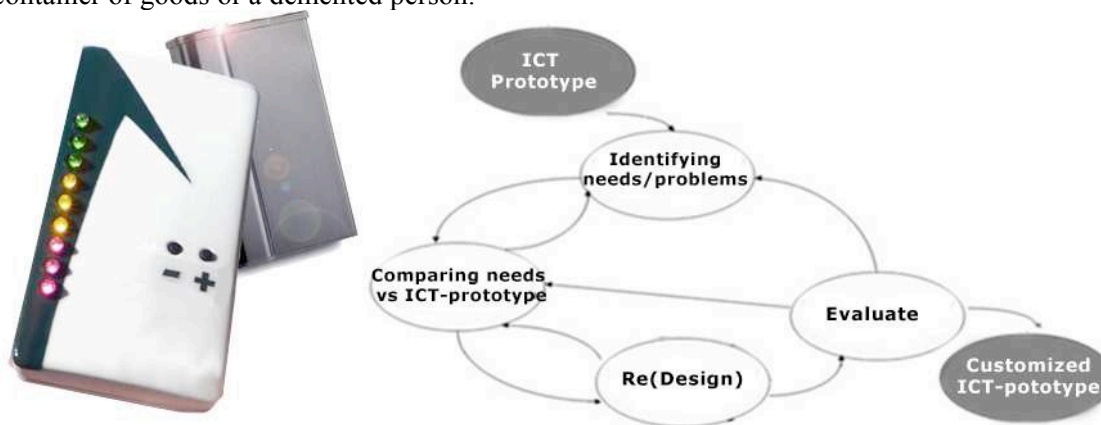 container of goods or a demented person.
ICT
Prototype
Identifying
needs/problems
Comparing needs
vs ICT-prototype
Evaluate
Re(Design)
Customized
ICT-pototype